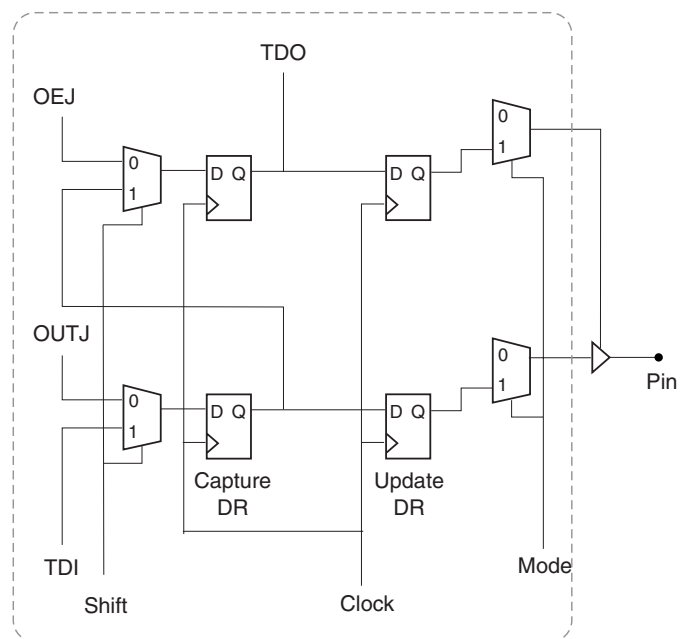 TDO
OEJ
0
0
1
D Q
D Q
1
OUTJ
0
0
1
Pin
1
D Q
D Q
Capture
DR
Update
DR
TDI
Mode
Shift
Clock